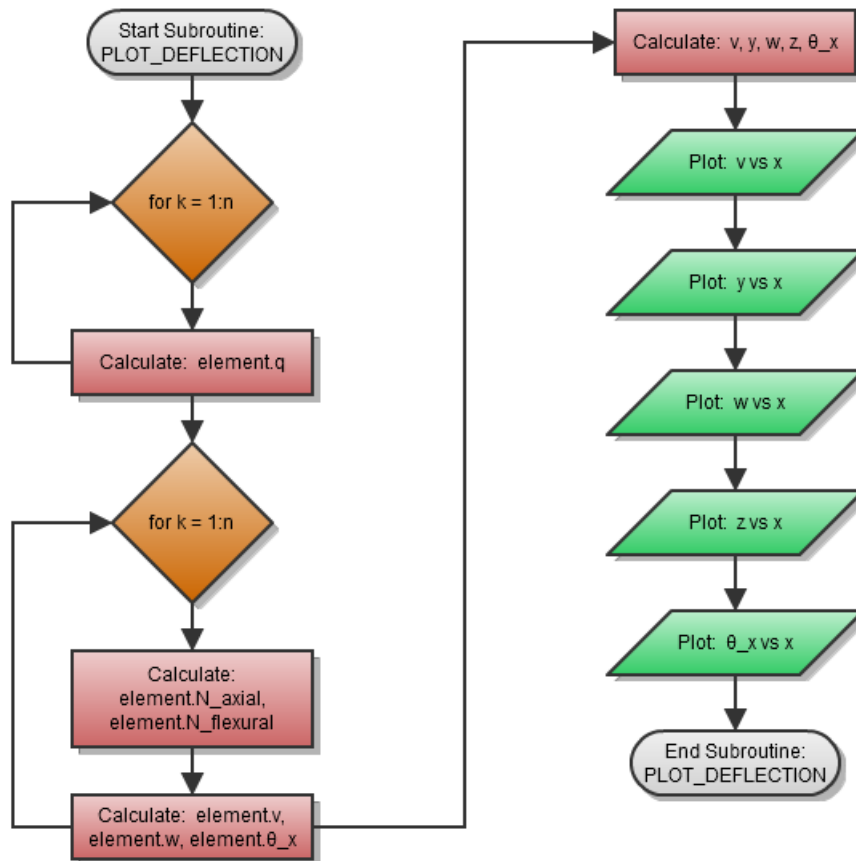 Start Subroutine:
PLOT_DEFLECTION
for k = 1:n
Calculate: element.q
for k = 1:n
Calculate:
element.N_axial,
element.N_flexural
Calculate: element.v,
element.w, element.θ_x
Calculate: v, y, w, z, θ_x
Plot: v vs x
Plot: y vs x
Plot: w vs x
Plot: z vs x
Plot: θ_x vs x
End Subroutine:
PLOT_DEFLECTION